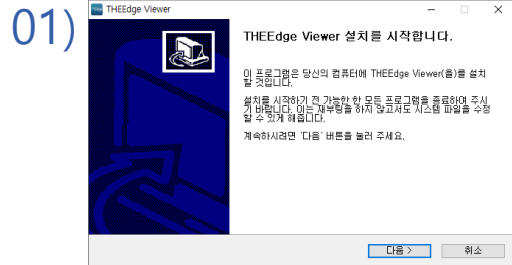 01)
THEEdge Viewer
THEEdge Viewer 설치를 시작합니다.
이 프로그램은 당신의 컴퓨터에 THEEdge Viewer(을)를 설치
할 것입니다.
설치를 시작하기 전 가능한 한 모든 프로그램을 종료하여 주시
기 바랍니다. 이는 재부팅을 하지 않고서도 시스템 파일을 수정
할 수 있게 해줍니다.
계속하시려면 '다음' 버튼을 눌러 주세요.
다음 >
취소